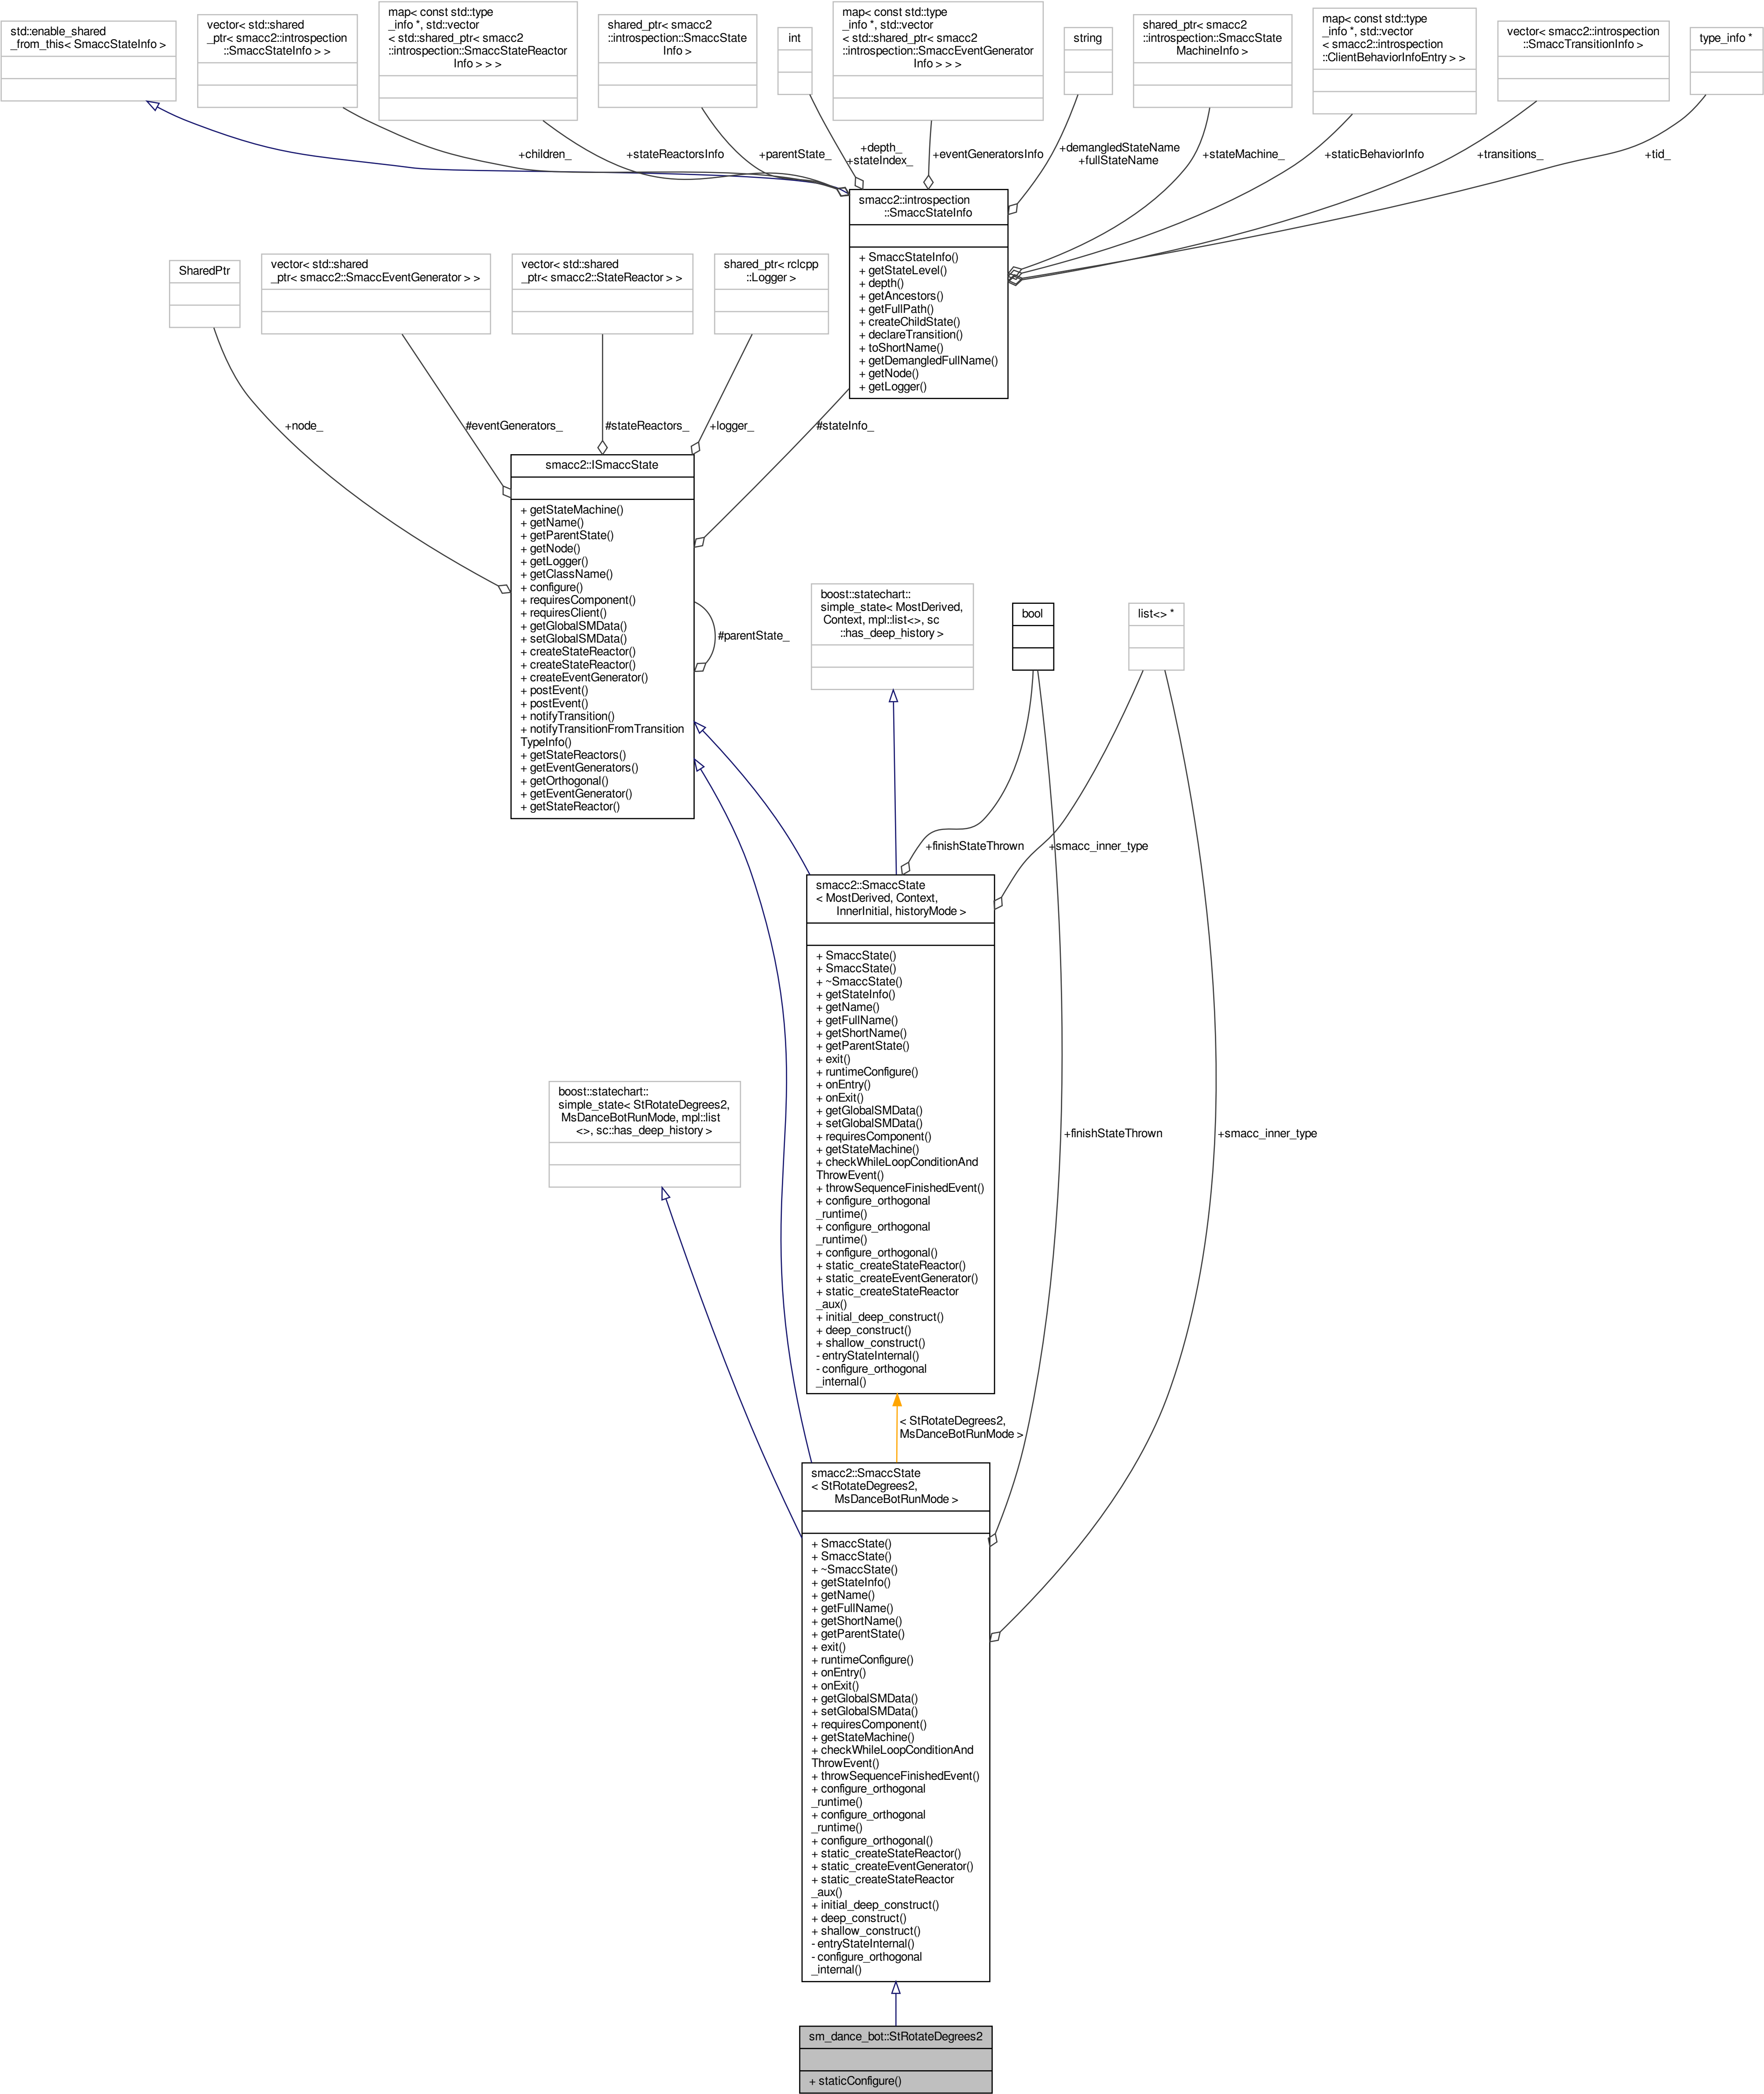 std::enable_shared
_from_this< SmaccStateInfo >
vector< std::shared
_ptr< smacc2::introspection
::SmaccStateInfo > >
map< const std::type
_info *, std::vector
< std::shared_ptr< smacc2
::introspection::SmaccStateReactor
Info > > >
shared_ptr< smacc2
::introspection::SmaccState
Info >
int
map< const std::type
_info *, std::vector
< std::shared_ptr< smacc2
::introspection::SmaccEventGenerator
Info > > >
string
shared_ptr< smacc2
::introspection::SmaccState
MachineInfo >
map< const std::type
_info *, std::vector
< smacc2::introspection
::ClientBehaviorInfoEntry > >
vector< smacc2::introspection
::SmaccTransitionInfo >
type_info *
+children_
+stateReactorsInfo
+parentState_
+depth_
+stateIndex_
+eventGeneratorsInfo
+demangledStateName
+fullStateName
+stateMachine_
+staticBehaviorInfo
+transitions_
+tid_
smacc2::introspection
::SmaccStateInfo
+ SmaccStateInfo()
+ getStateLevel()
+ depth()
+ getAncestors()
+ getFullPath()
+ createChildState()
+ declareTransition()
+ toShortName()
+ getDemangledFullName()
+ getNode()
+ getLogger()
SharedPtr
vector< std::shared
_ptr< smacc2::SmaccEventGenerator > >
vector< std::shared
_ptr< smacc2::StateReactor > >
shared_ptr< rclcpp
::Logger >
+node_
#eventGenerators_
#stateReactors_
+logger_
#stateInfo_
smacc2::ISmaccState
+ getStateMachine()
+ getName()
+ getParentState()
+ getNode()
+ getLogger()
+ getClassName()
+ configure()
+ requiresComponent()
+ requiresClient()
+ getGlobalSMData()
+ setGlobalSMData()
+ createStateReactor()
+ createStateReactor()
+ createEventGenerator()
+ postEvent()
+ postEvent()
+ notifyTransition()
+ notifyTransitionFromTransition
TypeInfo()
+ getStateReactors()
+ getEventGenerators()
+ getOrthogonal()
+ getEventGenerator()
+ getStateReactor()
#parentState_
boost::statechart::
simple_state< MostDerived,
Context, mpl::list<>, sc
::has_deep_history >
bool
list<> *
+finishStateThrown
+smacc_inner_type
smacc2::SmaccState
< MostDerived, Context,
InnerInitial, historyMode >
+ SmaccState()
+ SmaccState()
+ ~SmaccState()
+ getStateInfo()
+ getName()
+ getFullName()
+ getShortName()
+ getParentState()
+ exit()
+ runtimeConfigure()
+ onEntry()
+ onExit()
+ getGlobalSMData()
+ setGlobalSMData()
+ requiresComponent()
+ getStateMachine()
+ checkWhileLoopConditionAnd
ThrowEvent()
+ throwSequenceFinishedEvent()
+ configure_orthogonal
_runtime()
+ configure_orthogonal
_runtime()
+ configure_orthogonal()
+ static_createStateReactor()
+ static_createEventGenerator()
+ static_createStateReactor
_aux()
+ initial_deep_construct()
+ deep_construct()
+ shallow_construct()
- entryStateInternal()
- configure_orthogonal
_internal()
boost::statechart::
simple_state< StRotateDegrees2,
MsDanceBotRunMode, mpl::list
<>, sc::has_deep_history >
+finishStateThrown
+smacc_inner_type
< StRotateDegrees2,
MsDanceBotRunMode >
smacc2::SmaccState
< StRotateDegrees2,
MsDanceBotRunMode >
+ SmaccState()
+ SmaccState()
+ ~SmaccState()
+ getStateInfo()
+ getName()
+ getFullName()
+ getShortName()
+ getParentState()
+ exit()
+ runtimeConfigure()
+ onEntry()
+ onExit()
+ getGlobalSMData()
+ setGlobalSMData()
+ requiresComponent()
+ getStateMachine()
+ checkWhileLoopConditionAnd
ThrowEvent()
+ throwSequenceFinishedEvent()
+ configure_orthogonal
_runtime()
+ configure_orthogonal
_runtime()
+ configure_orthogonal()
+ static_createStateReactor()
+ static_createEventGenerator()
+ static_createStateReactor
_aux()
+ initial_deep_construct()
+ deep_construct()
+ shallow_construct()
- entryStateInternal()
- configure_orthogonal
_internal()
sm_dance_bot::StRotateDegrees2
+ staticConfigure()